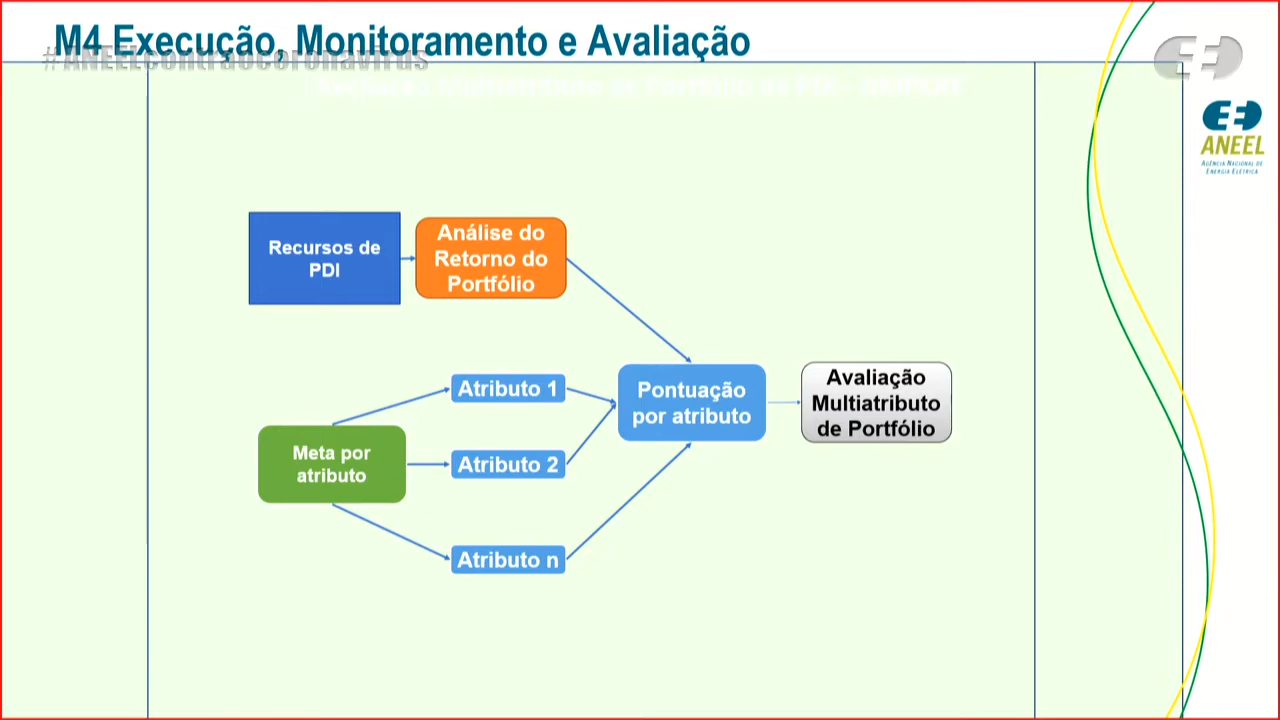 M4 Execução, Monitoramento e Avaliação
#ANEELcontraocoronavirus
ANEEL
AGÊNCIA NACIONAL DE
ENERGIA ELÉTRICA
Recursos de
PDI
Análise do
Retorno do
Portfólio
Atributo 1
Pontuação
por atributo
Avaliação
Multiatributo
de Portfólio
Meta por
atributo
Atributo 2
Atributo n